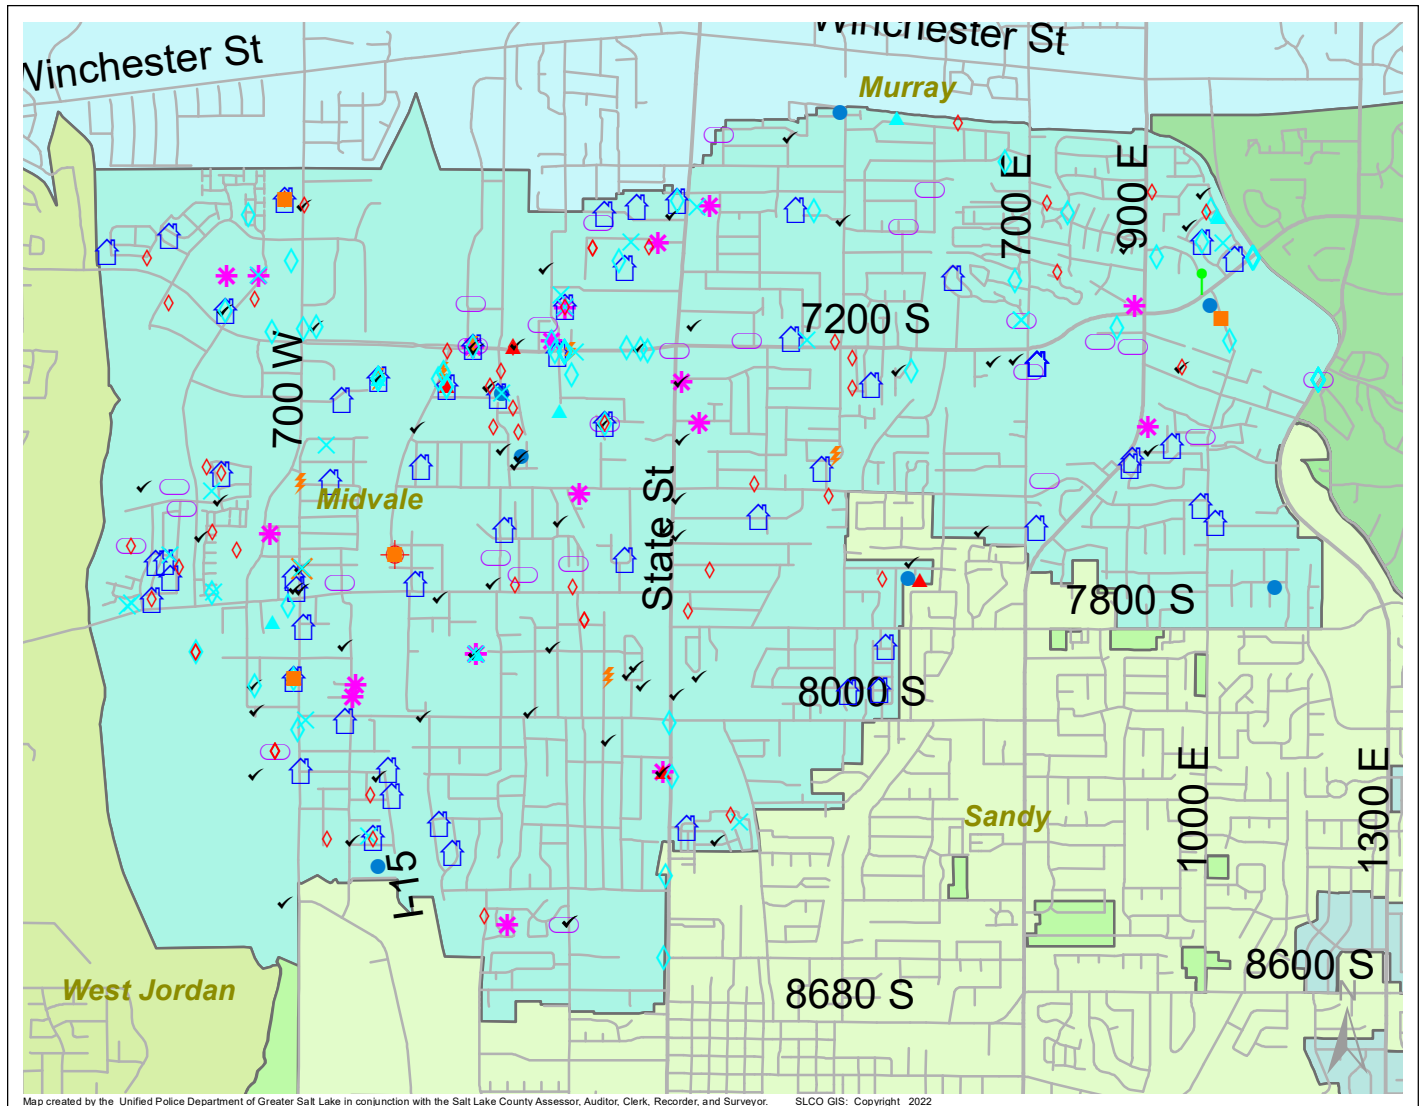 Winchester St
Winchester St
Murray
700 E
900 E
7200 S
700 W
Midvale
State St
7800 S
8000 S
1000 E
1300 E
Sandy
I-15
8600 S
West Jordan
8680 S
Map created by the Unified Police Department of Greater Salt Lake in conjunction with the Salt Lake County Assessor, Auditor, Clerk, Recorder, and Surveyor. SLCO GIS: Copyright 2022